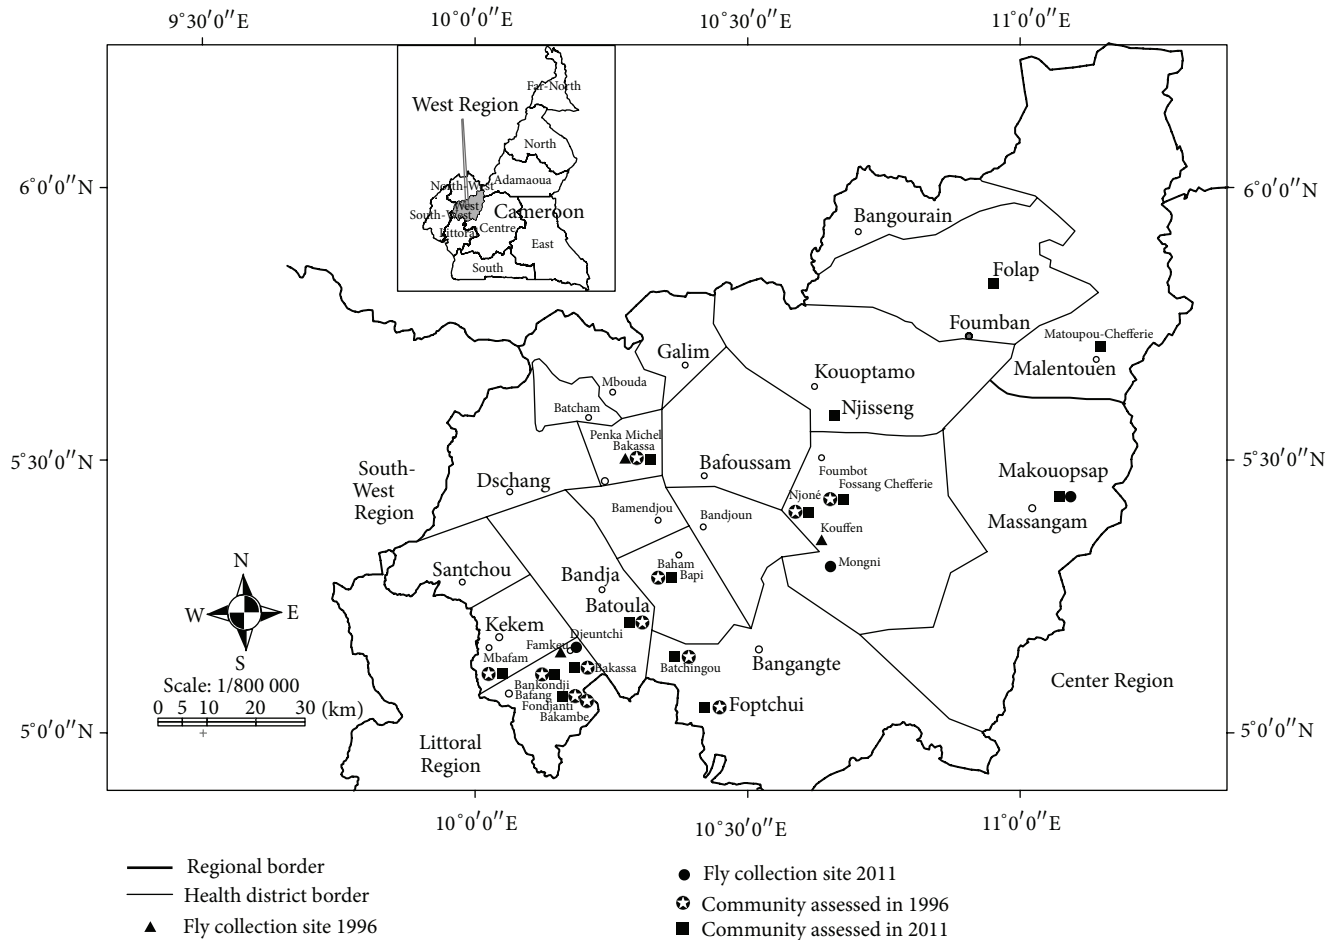 9°30′0″E
10°0′0″E
10°30′0″E
11°0′0″E
Far-North
West Region
North
6°0′0″N
6°0′0″N
North-West
Adamaoua
West
South-West
Cameroon
Littoral
Centre
East
South
Bangourain
Folap
Foumban
Matoupou-Chefferie
Malentouen
Galim
Kouoptamo
Mbouda
Batcham
Njisseng
Penka Michel
Bakassa
5°30′0″N
5°30′0″N
South-
West
Region
Dschang
Bafoussam
Foumbot
Fossang Chefferie
Makouopsap
Njoné
Massangam
Bamendjou
Bandjoun
Kouffen
Mongni
N
W
E
S
Santchou
Bandja
Baham
Bapi
Batoula
Kekem
Djeuntchi
Famkeu
Mbafam
Bakassa
Batchingou
Bangangte
Bankondji
Bafang
Fondjanti
Bakambe
Foptchui
Center Region
Scale: 1/800 000
0 5 10 20 30 (km)
5°0′0″N
5°0′0″N
Littoral
Region
10°0′0″E
10°30′0″E
11°0′0″E
Regional border
Health district border
Fly collection site 1996
Fly collection site 2011
Community assessed in 1996
Community assessed in 2011